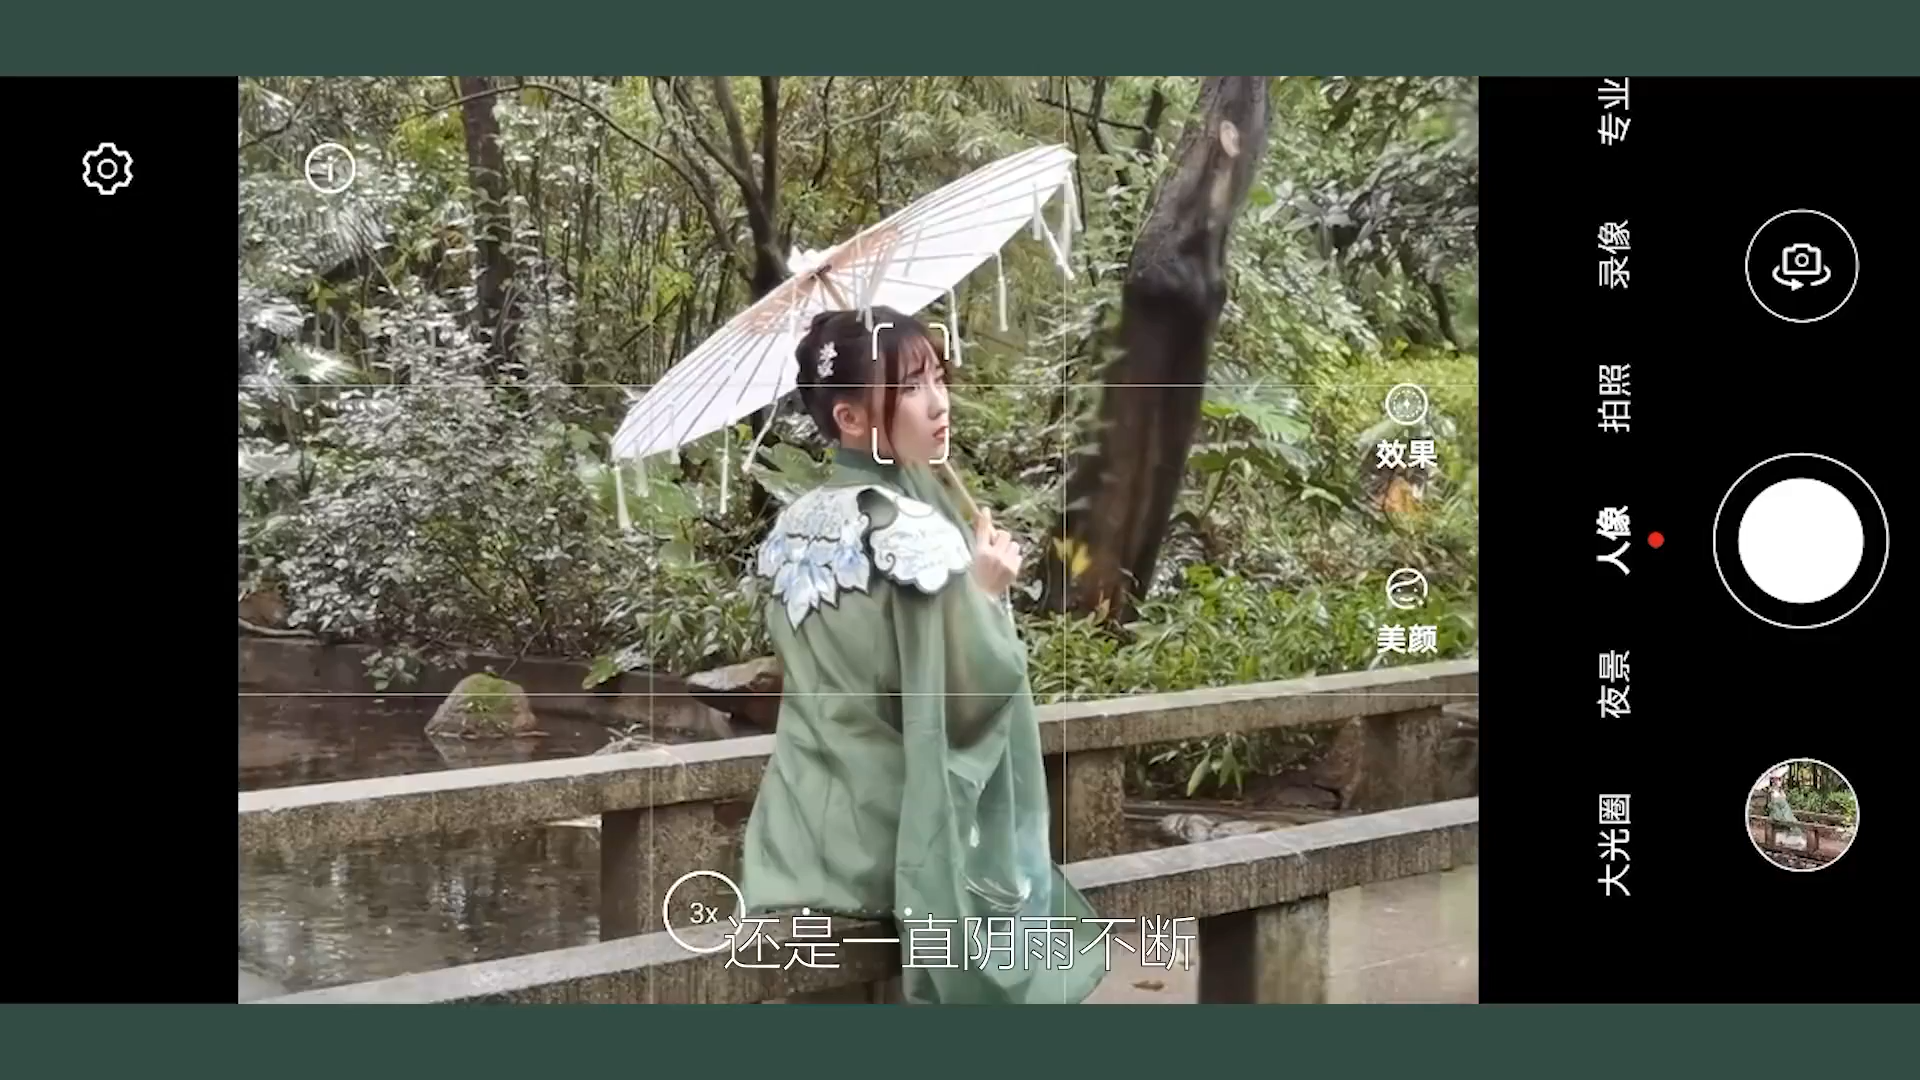 专业
录像
拍照
人像
夜景
大光圈
效果
美颜
3x
还是一直阴雨不断